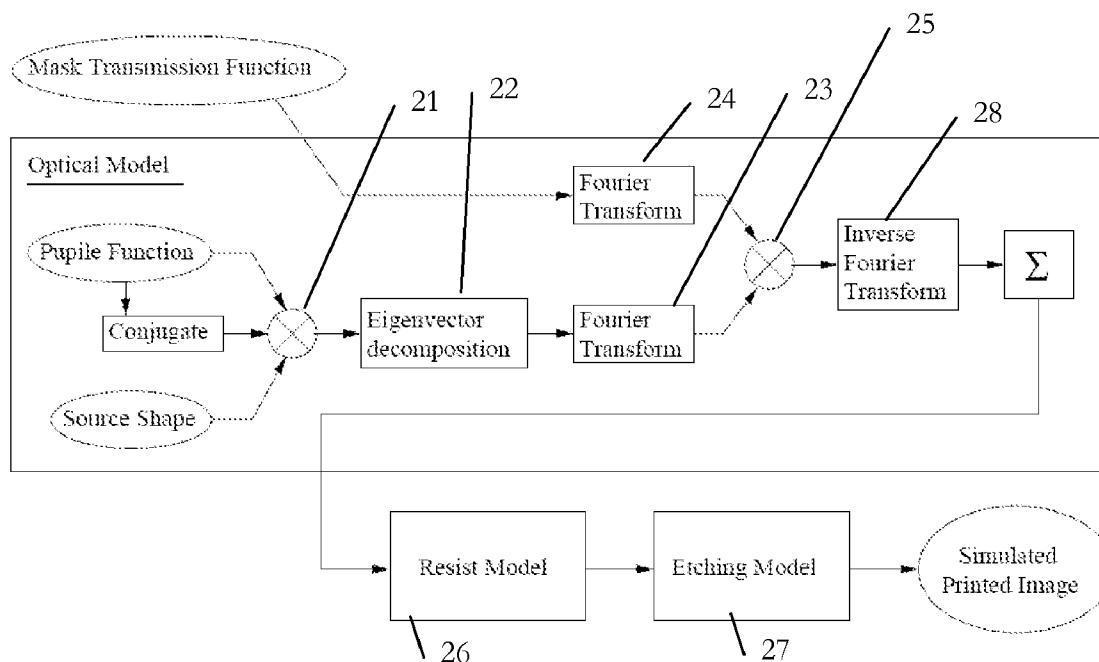 25
Mask Transmission Function
21
22
24
23
28
Optical Model
Fourier
Transform
Pupile Function
Inverse
Fourier
Transform
Σ
Conjugate
Eigenvector
decomposition
Fourier
Transform
Source Shape
Resist Model
Etching Model
Simulated
Printed Image
26
27